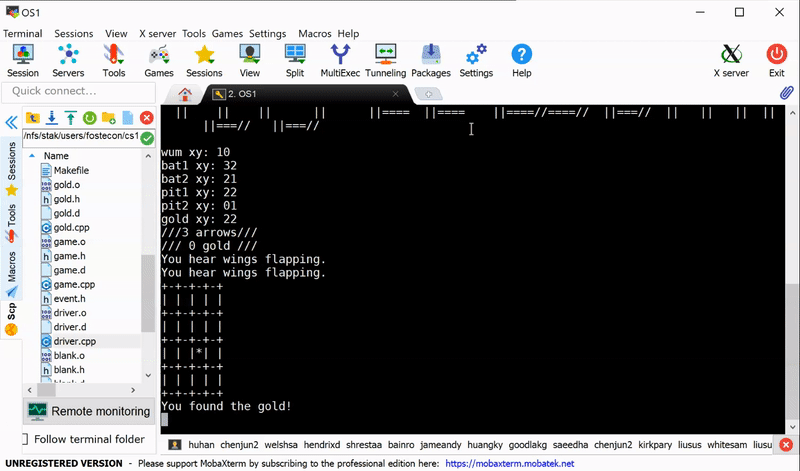 OS1
Terminal Sessions View X server Tools Games Settings Macros Help
Session Servers Tools Games Sessions View Split MultiExec Tunneling Packages Settings Help X server Exit
Quick connect...
2. OS1
/nfs/stak/users/fostecon/cs1
Name
Makefile
gold.o
gold.h
gold.d
gold.cpp
game.o
game.h
game.d
game.cpp
event.h
driver.o
driver.d
driver.cpp
blank.o
blank.h
Sessions
Tools
Macros
Scp
|| || || || ||==== ||==== ||====//====// ||===// || || || ||
||===// ||===//
wum xy: 10
bat1 xy: 32
bat2 xy: 21
pit1 xy: 22
pit2 xy: 01
gold xy: 22
///3 arrows///
/// 0 gold ///
You hear wings flapping.
You hear wings flapping.
+-+-+-+-+
| | | | |
+-+-+-+-+
| | | | |
+-+-+-+-+
| | |*| |
+-+-+-+-+
| | | | |
+-+-+-+-+
You found the gold!
Remote monitoring
Follow terminal folder
huhan chenjun2 welshsa hendrixd shrestaa bainro jameandy huangky goodlakg saeedha chenjun2 kirkpary liusus whitesam liusu
UNREGISTERED VERSION - Please support MobaXterm by subscribing to the professional edition here: https://mobaxterm.mobatek.net